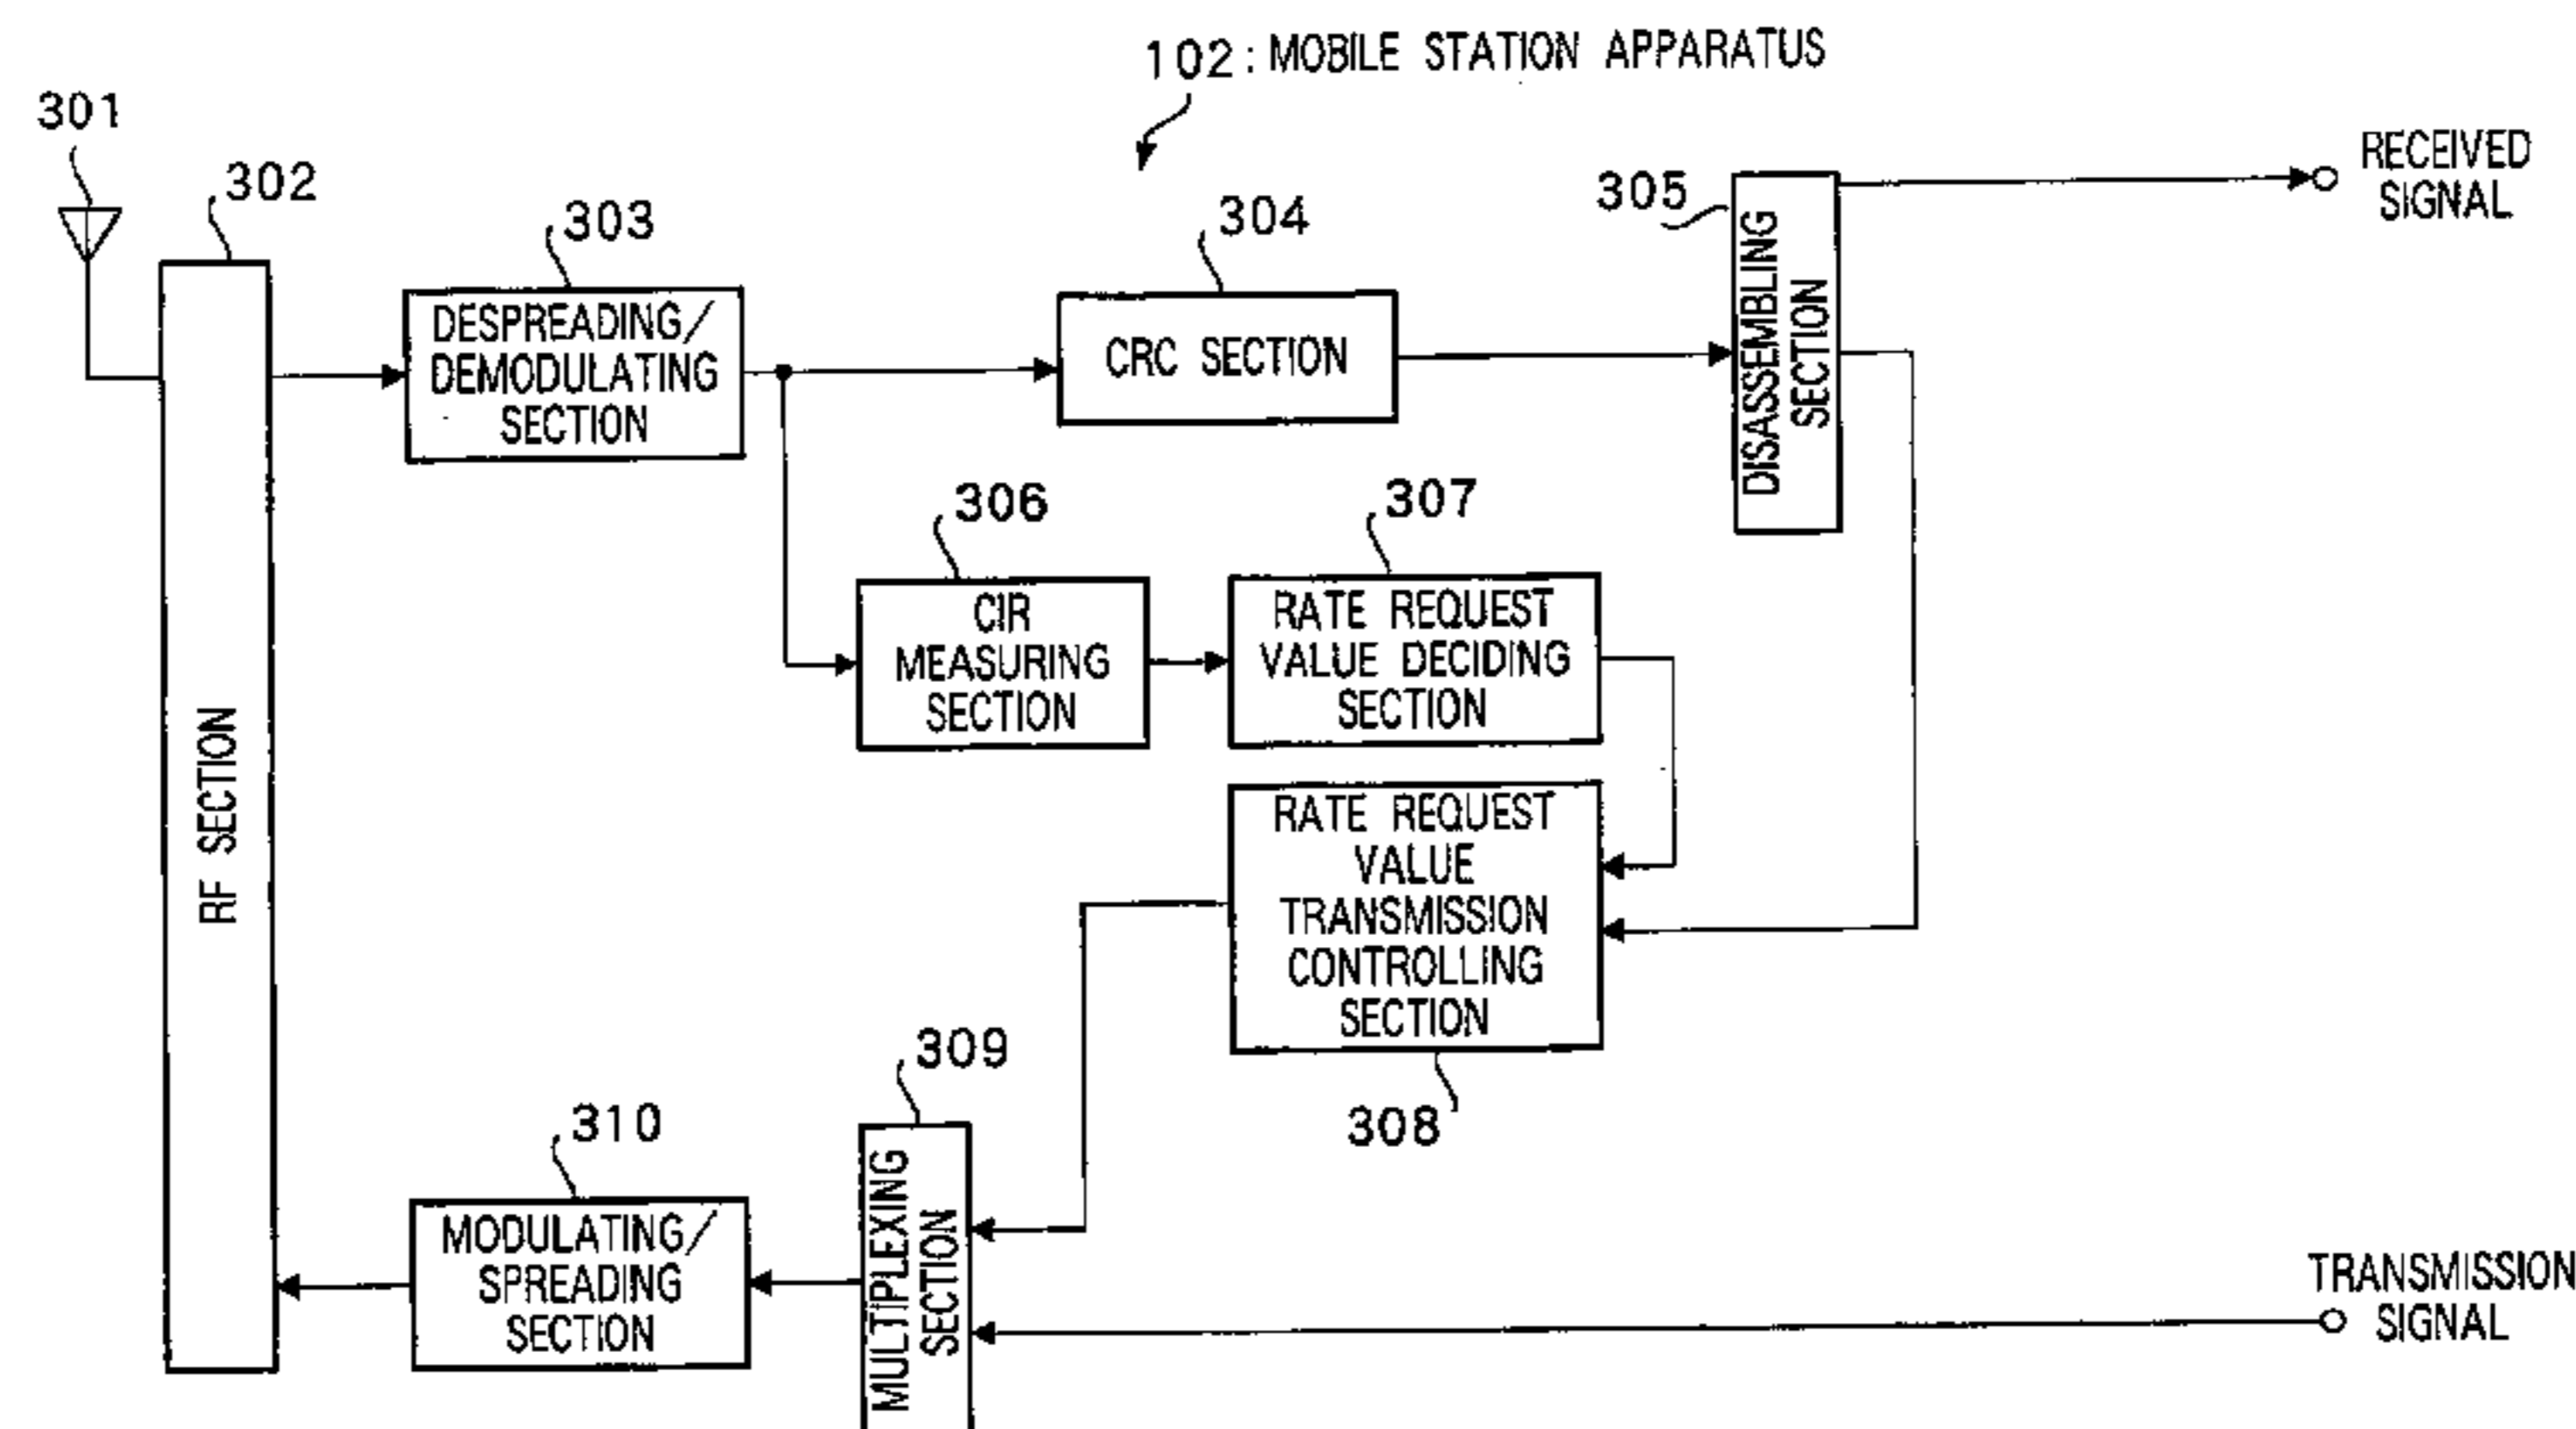 102: MOBILE STATION APPARATUS
301
302
303
304
305
RECEIVED
SIGNAL
DESPREADING/
DEMODULATING
SECTION
CRC SECTION
DISASSEMBLING
SECTION
306
307
CIR
MEASURING
SECTION
RATE REQUEST
VALUE DECIDING
SECTION
RF SECTION
RATE REQUEST
VALUE
TRANSMISSION
CONTROLLING
SECTION
308
309
310
MODULATING/
SPREADING
SECTION
MULTIPLEXING
SECTION
TRANSMISSION
SIGNAL